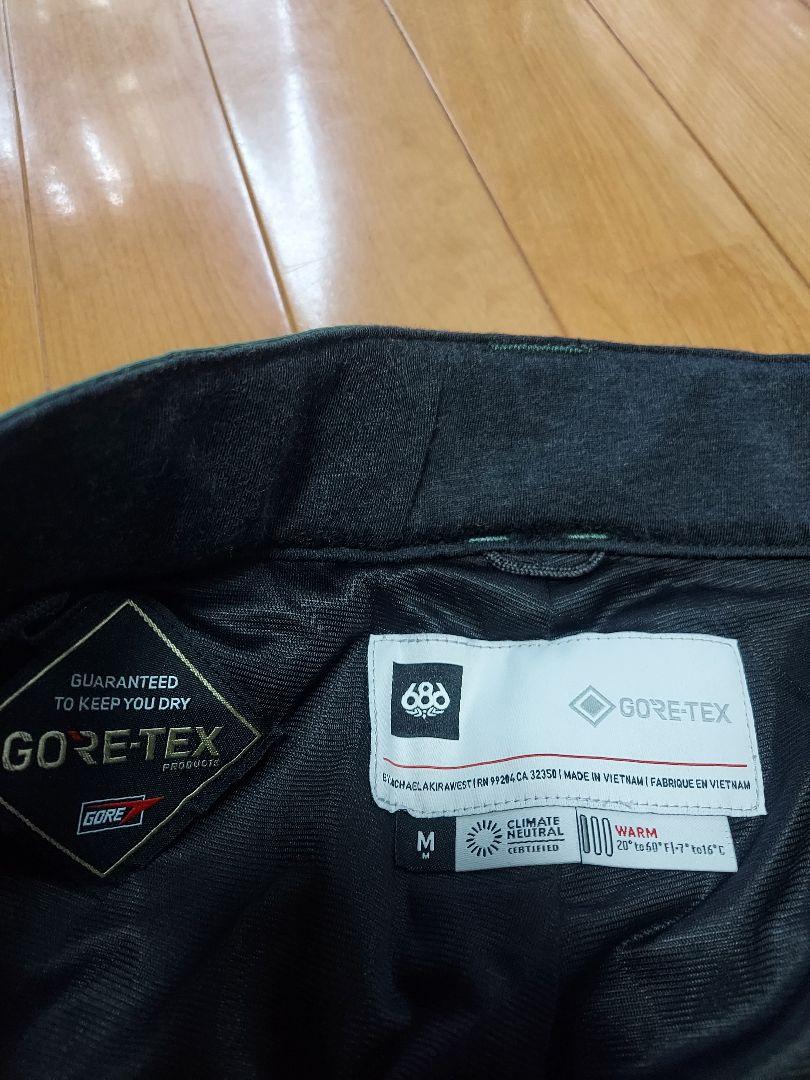 GUARANTEED
TO KEEP YOU DRY
GORE-TEX
PRODUCTS
GORE
686
GORE-TEX
BY MICHAEL AKIRA WEST | RN 99204 CA 32350 | MADE IN VIETNAM | FABRIQUE EN VIETNAM
M
M
CLIMATE
NEUTRAL
CERTIFIED
WARM
20° to 60° F | -7° to 16° C